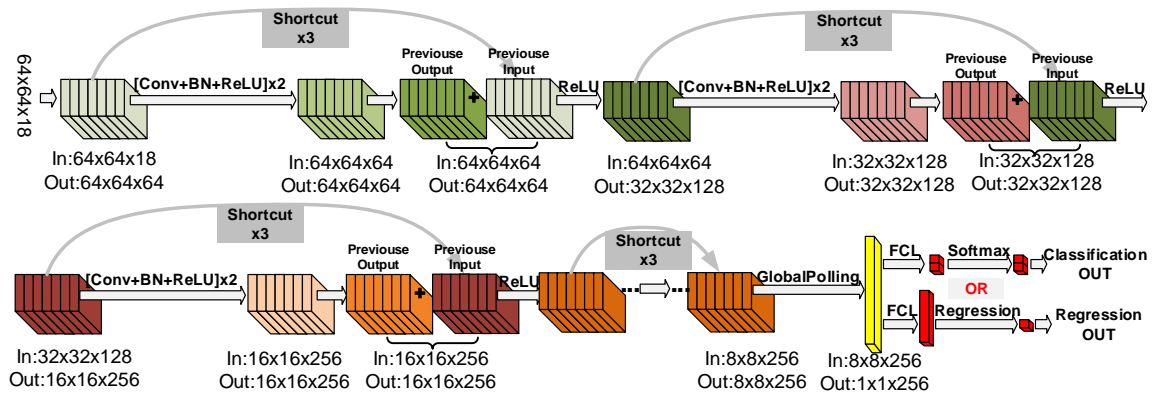 64x64x18
Shortcut
x3
[Conv+BN+ReLU]x2
Previouse
Output
+
Previouse
Input
ReLU
In:64x64x18
Out:64x64x64
In:64x64x64
Out:64x64x64
In:64x64x64
Out:64x64x64
Shortcut
x3
[Conv+BN+ReLU]x2
Previouse
Output
+
Previouse
Input
ReLU
In:64x64x64
Out:32x32x128
In:32x32x128
Out:32x32x128
In:32x32x128
Out:32x32x128
Shortcut
x3
[Conv+BN+ReLU]x2
Previouse
Output
+
Previouse
Input
ReLU
In:32x32x128
Out:16x16x256
In:16x16x256
Out:16x16x256
In:16x16x256
Out:16x16x256
Shortcut
x3
GlobalPolling
In:8x8x256
Out:8x8x256
In:8x8x256
Out:1x1x256
FCL
Softmax
Classification
OUT
OR
FCL
Regression
Regression
OUT